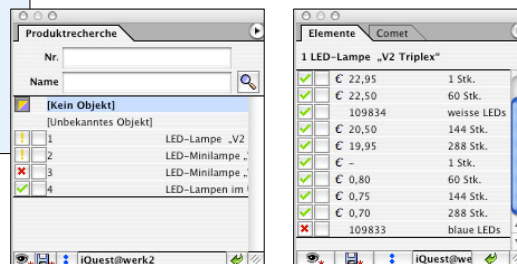 Produktrecherche
Nr.
Name
[Kein Objekt]
[Unbekanntes Objekt]
1 LED-Lampe „V2
2 LED-Minilampe „
3 LED-Minilampe „
4 LED-Lampen im
iQuest@werk2
Elemente Comet
1 LED-Lampe „V2 Triplex“
€ 22,95 1 Stk.
€ 22,50 60 Stk.
109834 weisse LEDs
€ 20,50 144 Stk.
€ 19,95 288 Stk.
€ - 1 Stk.
€ 0,80 60 Stk.
€ 0,75 144 Stk.
€ 0,70 288 Stk.
109833 blaue LEDs
iQuest@we